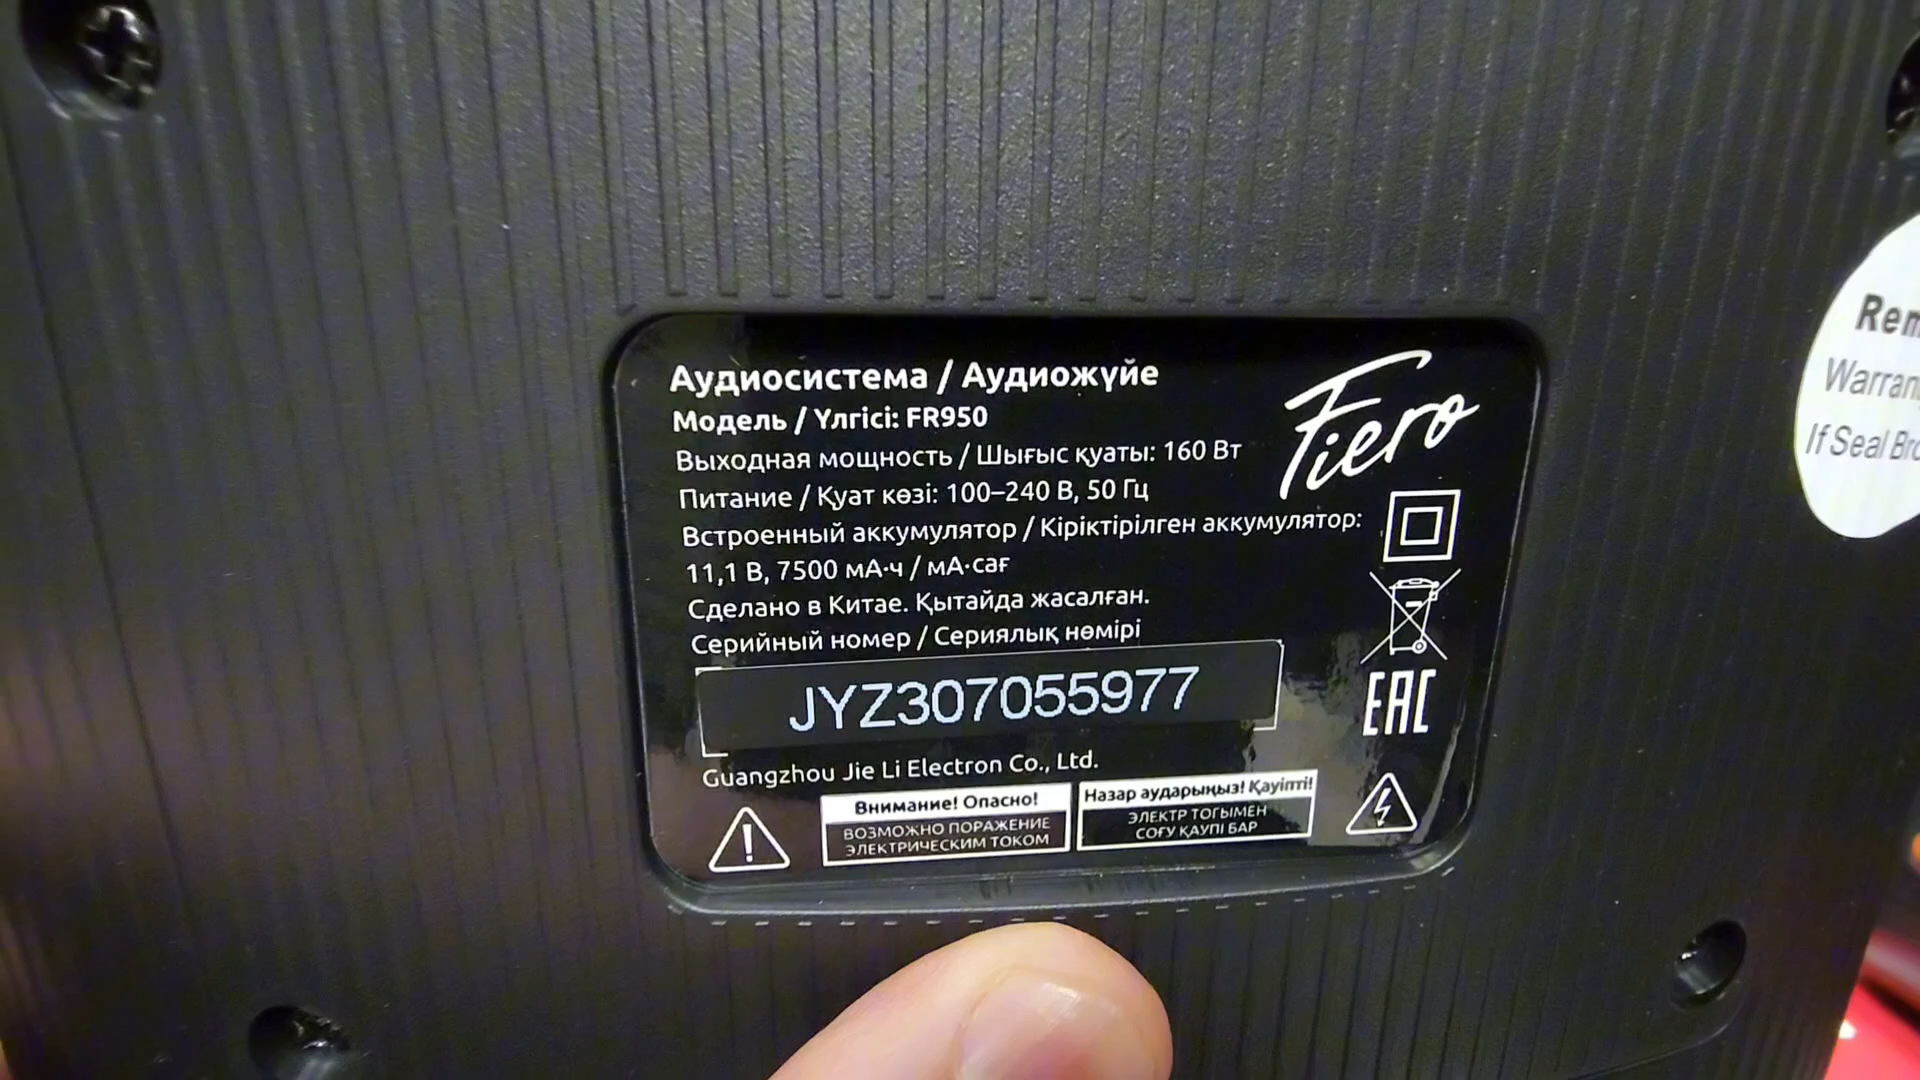 Аудиосистема / Аудиожүйе
Модель / Үлгісі: FR950
Fiero
Выходная мощность / Шығыс қуаты: 160 Вт
Питание / Қуат көзі: 100–240 В, 50 Гц
Встроенный аккумулятор / Кіріктірілген аккумулятор:
11,1 В, 7500 мА·ч / мА·сағ
Сделано в Китае. Қытайда жасалған.
Серийный номер / Сериялық нөмірі
JYZ307055977
EAC
Guangzhou Jie Li Electron Co., Ltd.
Внимание! Опасно!
ВОЗМОЖНО ПОРАЖЕНИЕ
ЭЛЕКТРИЧЕСКИМ ТОКОМ
Назар аударыңыз! Қауіпті!
ЭЛЕКТР ТОГЫМЕН
СОҒУ ҚАУПІ БАР
If Seal